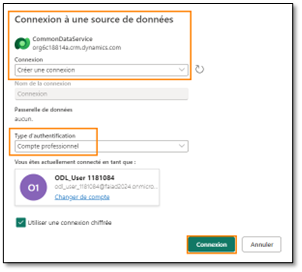 Connexion à une source de données
CommonDataService
org6c18814a.crm.dynamics.com
Connexion
Créer une connexion
Nom de la connexion
Connexion
Passerelle de données
aucun.
Type d'authentification
Compte professionnel
Vous êtes actuellement connecté en tant que :
O1
ODL_User 1181084
odl_user_1181084@faiad2024.onmicro...
Changer de compte
Utiliser une connexion chiffrée
Connexion
Annuler